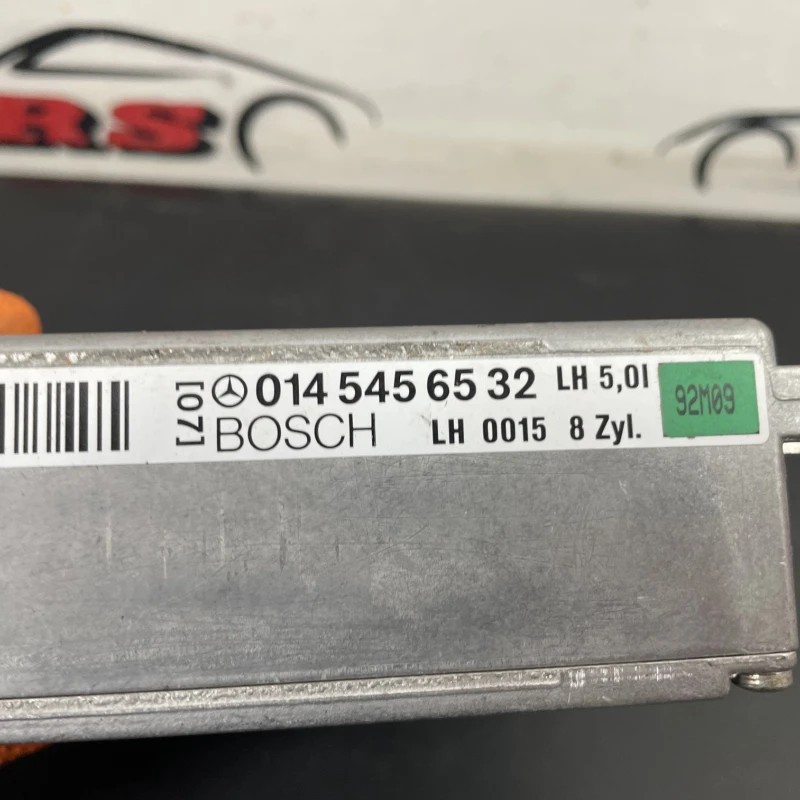 RS
[07] 014 545 65 32 LH 5,0l
BOSCH LH 0015 8 Zyl.
92M09